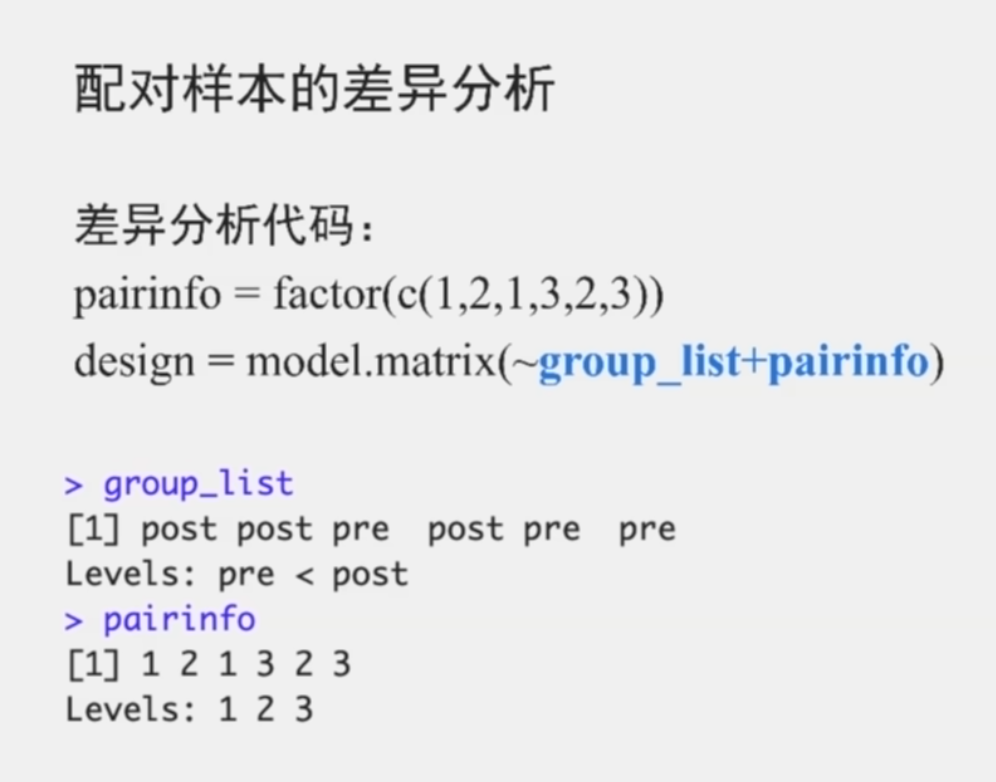 配对样本的差异分析
差异分析代码：
pairinfo = factor(c(1,2,1,3,2,3))
design = model.matrix(~group_list+pairinfo)
> group_list
[1] post post pre  post pre  pre
Levels: pre < post
> pairinfo
[1] 1 2 1 3 2 3
Levels: 1 2 3